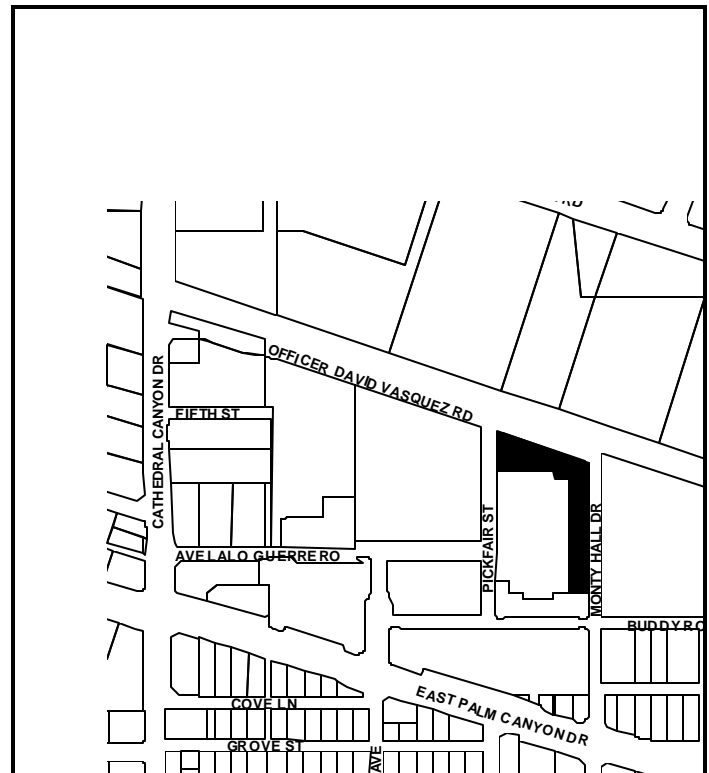 RD
OFFICER DAVID VASQUEZ RD
CATHEDRAL CANYON DR
FIFTH ST
PICKFAIR ST
MONTY HALL DR
AVE LALO GUERRERO
BUDDY RO
EAST PALM CANYON DR
COVE LN
GROVE ST
AVE